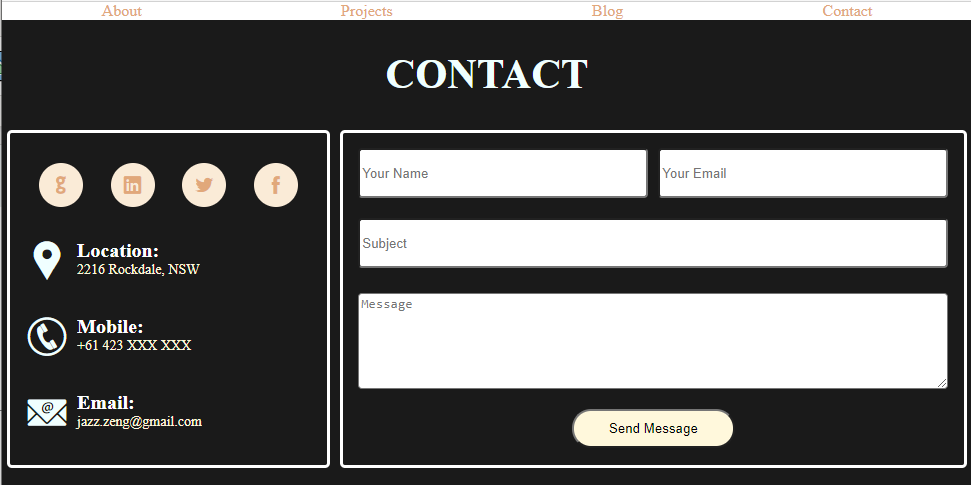 About Projects Blog Contact
CONTACT
g in f
Location:
2216 Rockdale, NSW
Mobile:
+61 423 XXX XXX
@
Email:
jazz.zeng@gmail.com
Your Name Your Email
Subject
Message
Send Message